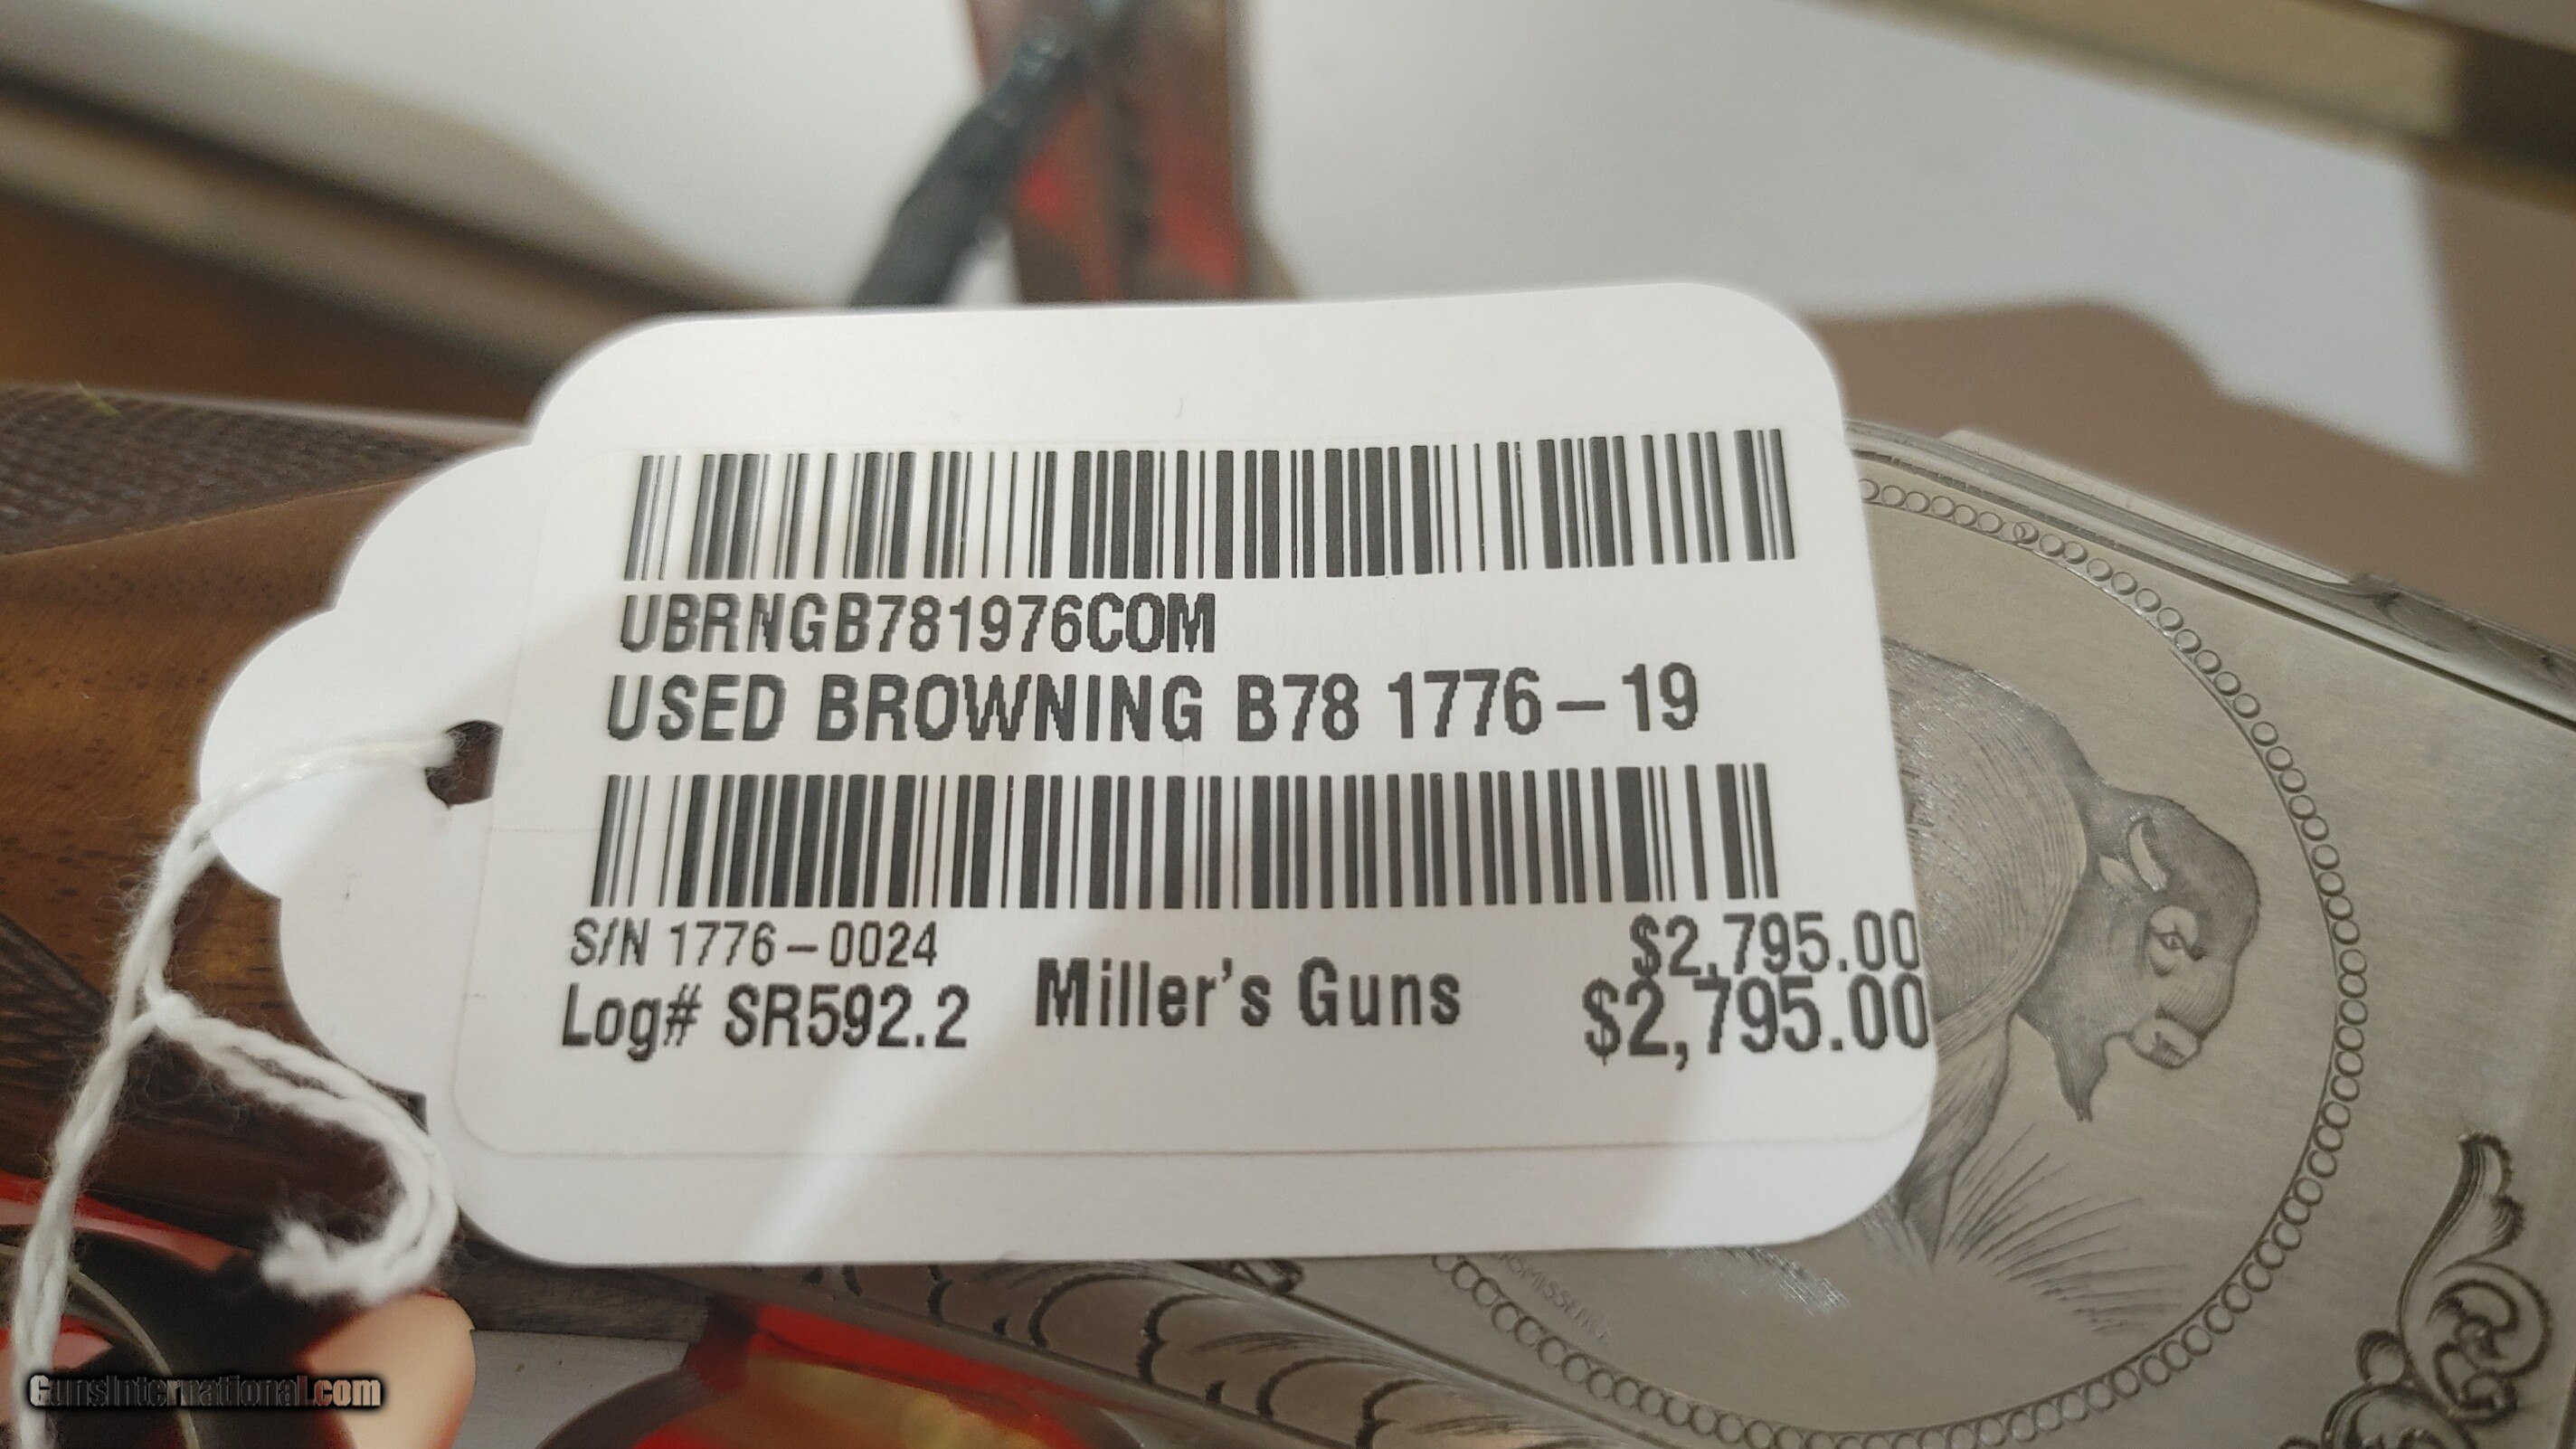 UBRNGB781976COM
USED BROWNING B78 1776-19
S/N 1776-0024
$2,795.00
Log# SR592.2
Miller's Guns
$2,795.00
GunsInternational.com